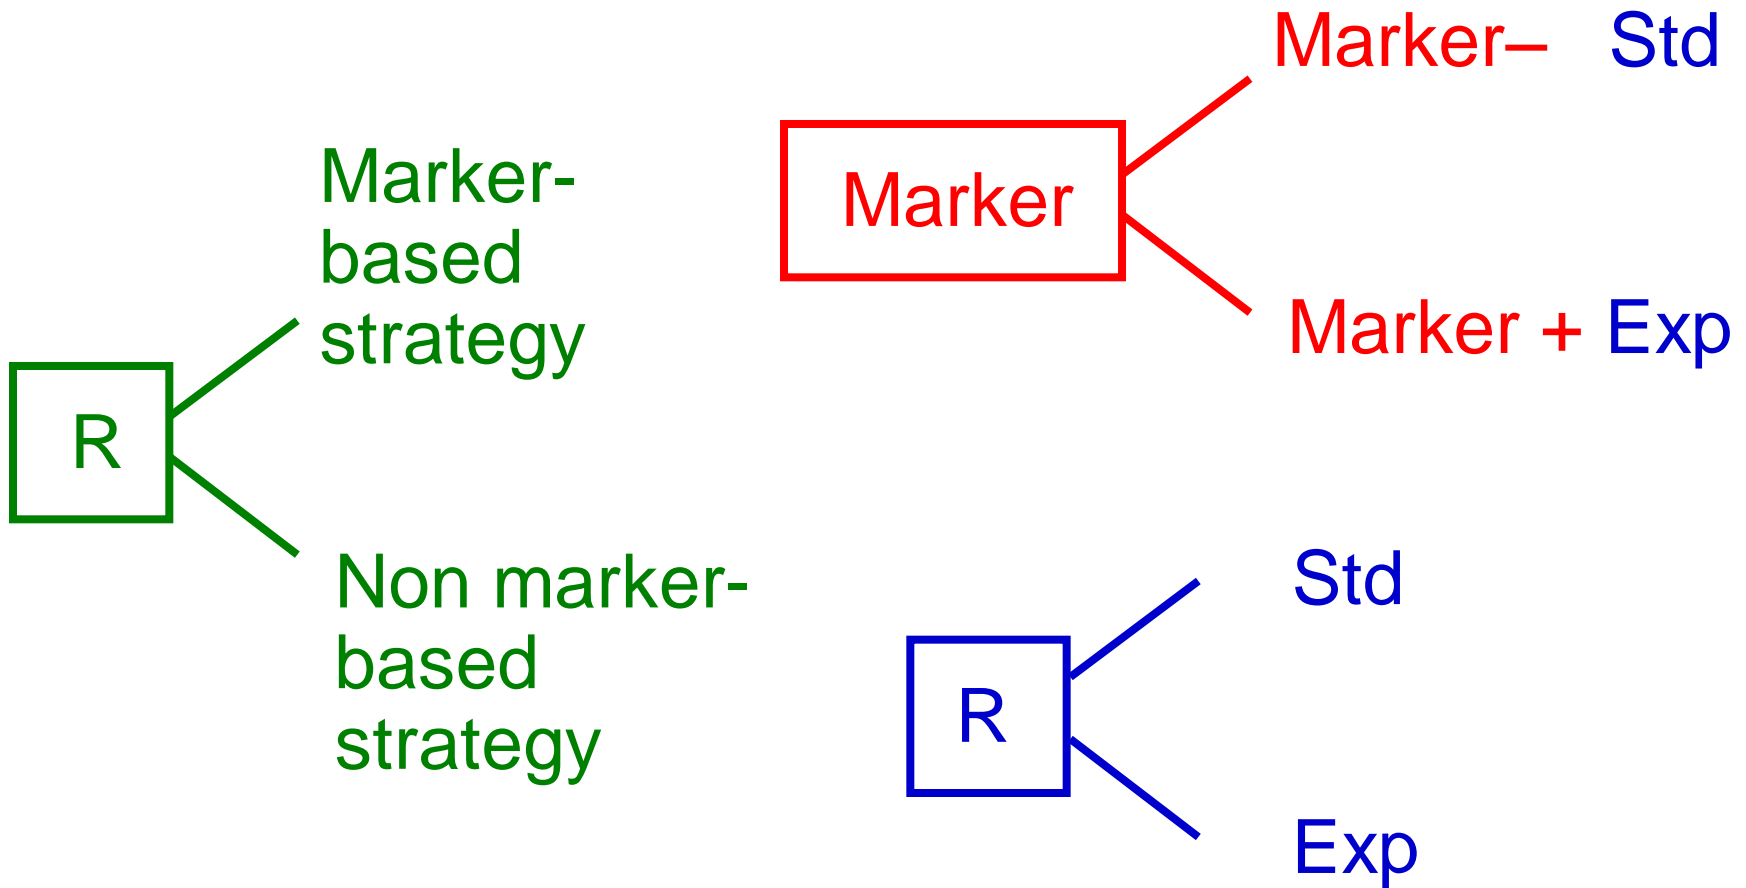 Marker– Std
Marker-
based
strategy
Marker
Marker + Exp
R
Non marker-
based
strategy
Std
R
Exp